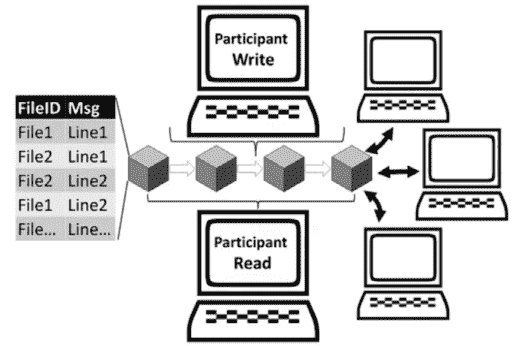 Participant
Write
FileID Msg
File1 Line1
File2 Line1
File2 Line2
File1 Line2
File... Line...
Participant
Read